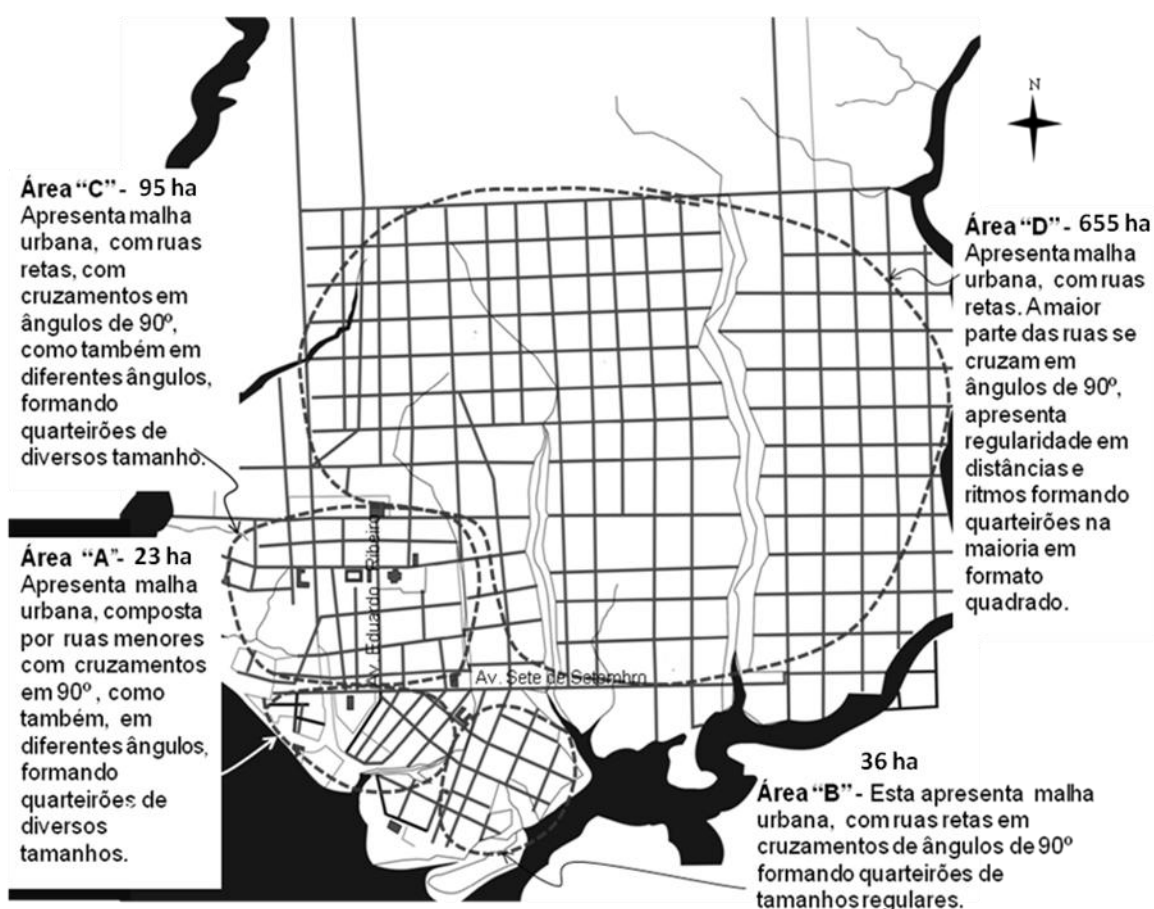 N
Área “C” - 95 ha
Apresenta malha
urbana, com ruas
retas, com
cruzamentos em
ângulos de 90º,
como também em
diferentes ângulos,
formando
quarteirões de
diversos tamanho.
Área “D” - 655 ha
Apresenta malha
urbana, com ruas
retas. A maior
parte das ruas se
cruzam em
ângulos de 90º,
apresenta
regularidade em
distâncias e
ritmos formando
quarteirões na
maioria em
formato
quadrado.
Área “A”- 23 ha
Apresenta malha
urbana, composta
por ruas menores
com cruzamentos
em 90º , como
também, em
diferentes ângulos,
formando
quarteirões de
diversos
tamanhos.
Av. Eduardo Ribeiro
Av. Sete de Setembro
36 ha
Área “B” - Esta apresenta malha
urbana, com ruas retas em
cruzamentos de ângulos de 90º
formando quarteirões de
tamanhos regulares.